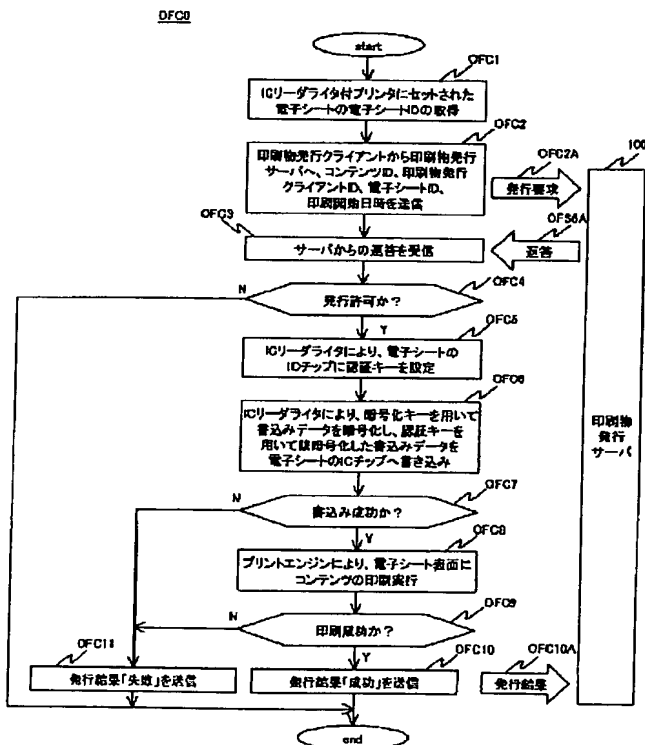 OFC0
start
OFC1
ICリーダライタ付プリンタにセットされた
電子シートの電子シートIDの取得
OFC2
印刷物発行クライアントから印刷物発行
サーバへ、コンテンツID、印刷物発行
クライアントID、電子シートID、
印刷開始日時を送信
OFC2A
発行要求
100
OFC3
サーバからの返答を受信
OFS6A
返答
N
発行許可か？
OFC4
Y
OFC5
ICリーダライタにより、電子シートの
ICチップに認証キーを設定
OFC6
ICリーダライタにより、暗号化キーを用いて
書込みデータを暗号化し、認証キーを
用いて該暗号化した書込みデータを
電子シートのICチップへ書き込み
印刷物
発行
サーバ
N
書込み成功か？
OFC7
Y
OFC8
プリントエンジンにより、電子シート表面に
コンテンツの印刷実行
N
印刷成功か？
OFC9
Y
OFC11
発行結果「失敗」を送信
OFC10
発行結果「成功」を送信
OFC10A
発行結果
end